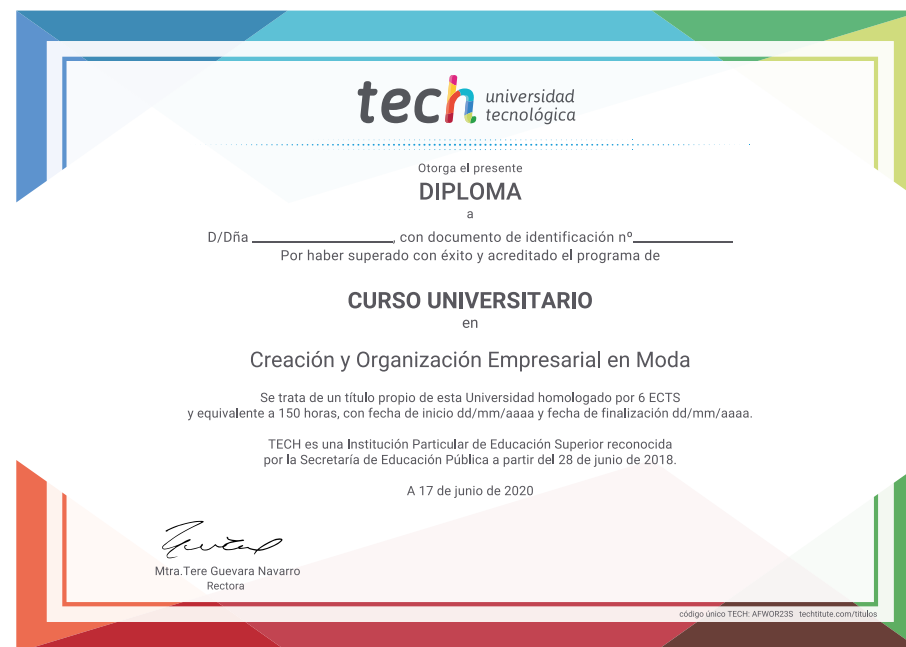 tech universidad
tecnológica
Otorga el presente
DIPLOMA
a
D/Dña ____________________, con documento de identificación nº______________
Por haber superado con éxito y acreditado el programa de
CURSO UNIVERSITARIO
en
Creación y Organización Empresarial en Moda
Se trata de un título propio de esta Universidad homologado por 6 ECTS
y equivalente a 150 horas, con fecha de inicio dd/mm/aaaa y fecha de finalización dd/mm/aaaa.
TECH es una Institución Particular de Educación Superior reconocida
por la Secretaría de Educación Pública a partir del 28 de junio de 2018.
A 17 de junio de 2020
Mtra.Tere Guevara Navarro
Rectora
código único TECH: AFWOR23S techtitute.com/titulos